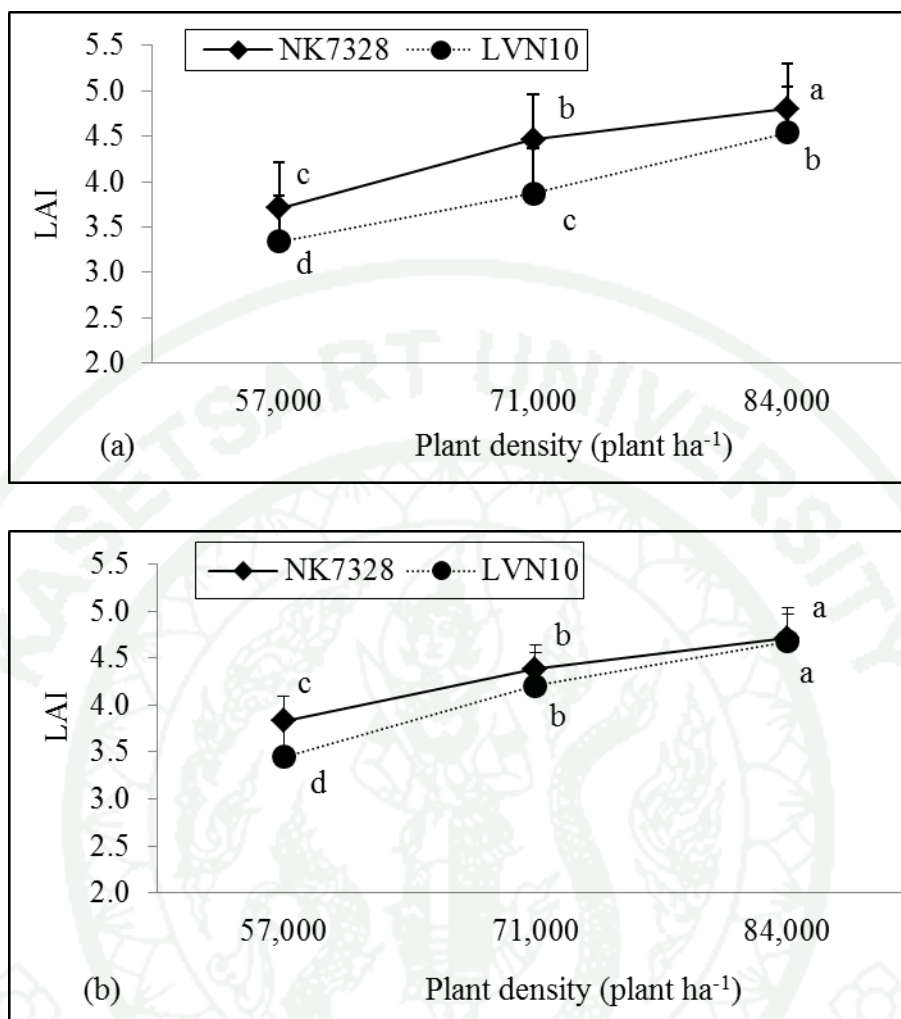 5.5
NK7328 LVN10
5.0
4.5
4.0
3.5
3.0
2.5
2.0
LAI
a
b
b
c
c
d
57,000 71,000 84,000
(a) Plant density (plant ha-1)
KASETSART UNIVERSITY
5.5
NK7328 LVN10
5.0
4.5
4.0
3.5
3.0
2.5
2.0
LAI
a
b
a
c
b
d
57,000 71,000 84,000
(b) Plant density (plant ha-1)